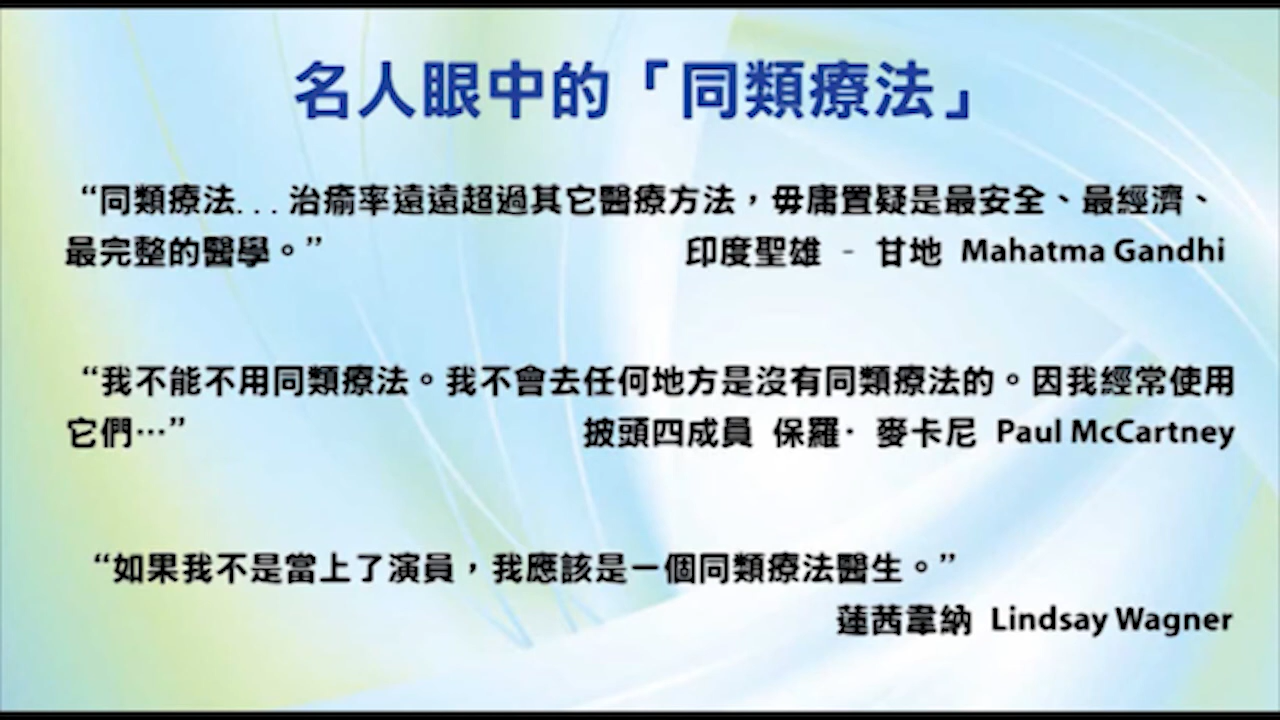 名人眼中的「同類療法」
“同類療法...治癒率遠遠超過其它醫療方法，毋庸置疑是最安全、最經濟、
最完整的醫學。” 印度聖雄 - 甘地 Mahatma Gandhi
“我不能不用同類療法。我不會去任何地方是沒有同類療法的。因我經常使用
它們…” 披頭四成員 保羅· 麥卡尼 Paul McCartney
“如果我不是當上了演員，我應該是一個同類療法醫生。”
蓮茜韋納 Lindsay Wagner